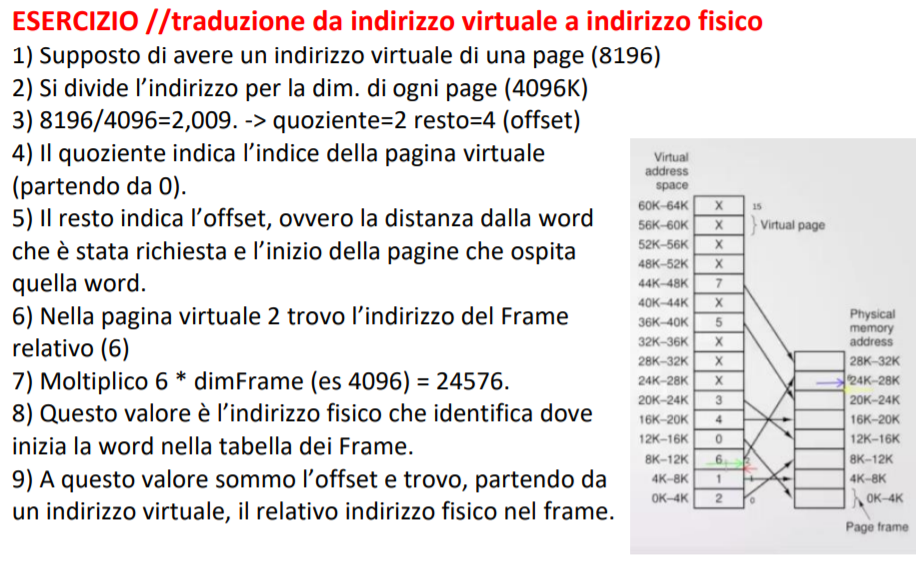 ESERCIZIO //traduzione da indirizzo virtuale a indirizzo fisico
1) Supposto di avere un indirizzo virtuale di una page (8196)
2) Si divide l’indirizzo per la dim. di ogni page (4096K)
3) 8196/4096=2,009. -> quoziente=2 resto=4 (offset)
4) Il quoziente indica l’indice della pagina virtuale
(partendo da 0).
5) Il resto indica l’offset, ovvero la distanza dalla word
che è stata richiesta e l’inizio della pagine che ospita
quella word.
6) Nella pagina virtuale 2 trovo l’indirizzo del Frame
relativo (6)
7) Moltiplico 6 * dimFrame (es 4096) = 24576.
8) Questo valore è l’indirizzo fisico che identifica dove
inizia la word nella tabella dei Frame.
9) A questo valore sommo l’offset e trovo, partendo da
un indirizzo virtuale, il relativo indirizzo fisico nel frame.
Virtual
address
space
60K–64K X 15
56K–60K X Virtual page
52K–56K X
48K–52K X
44K–48K 7
40K–44K X
36K–40K 5
32K–36K X
28K–32K X
24K–28K X
20K–24K 3
16K–20K 4
12K–16K 0
8K–12K 6 2
4K–8K 1 1
0K–4K 2 0
Physical
memory
address
28K–32K
24K–28K
20K–24K
16K–20K
12K–16K
8K–12K
4K–8K
0K–4K
Page frame